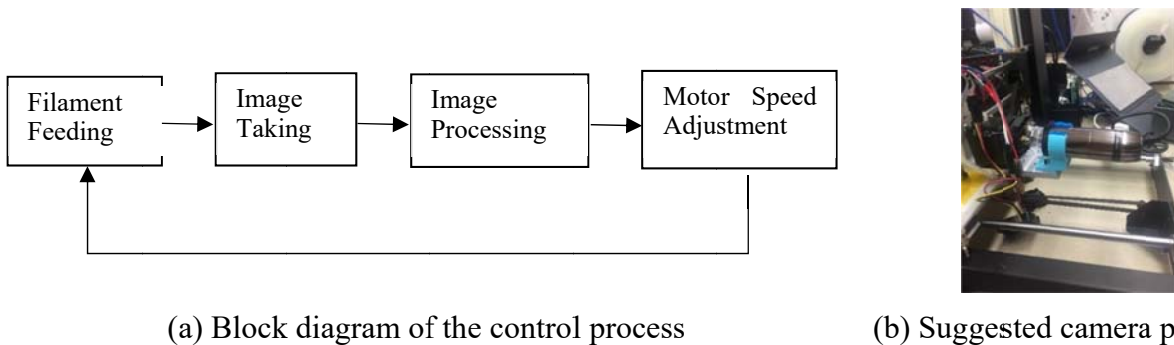 Filament
Feeding
Image
Taking
Image
Processing
Motor Speed
Adjustment
(a) Block diagram of the control process
(b) Suggested camera p